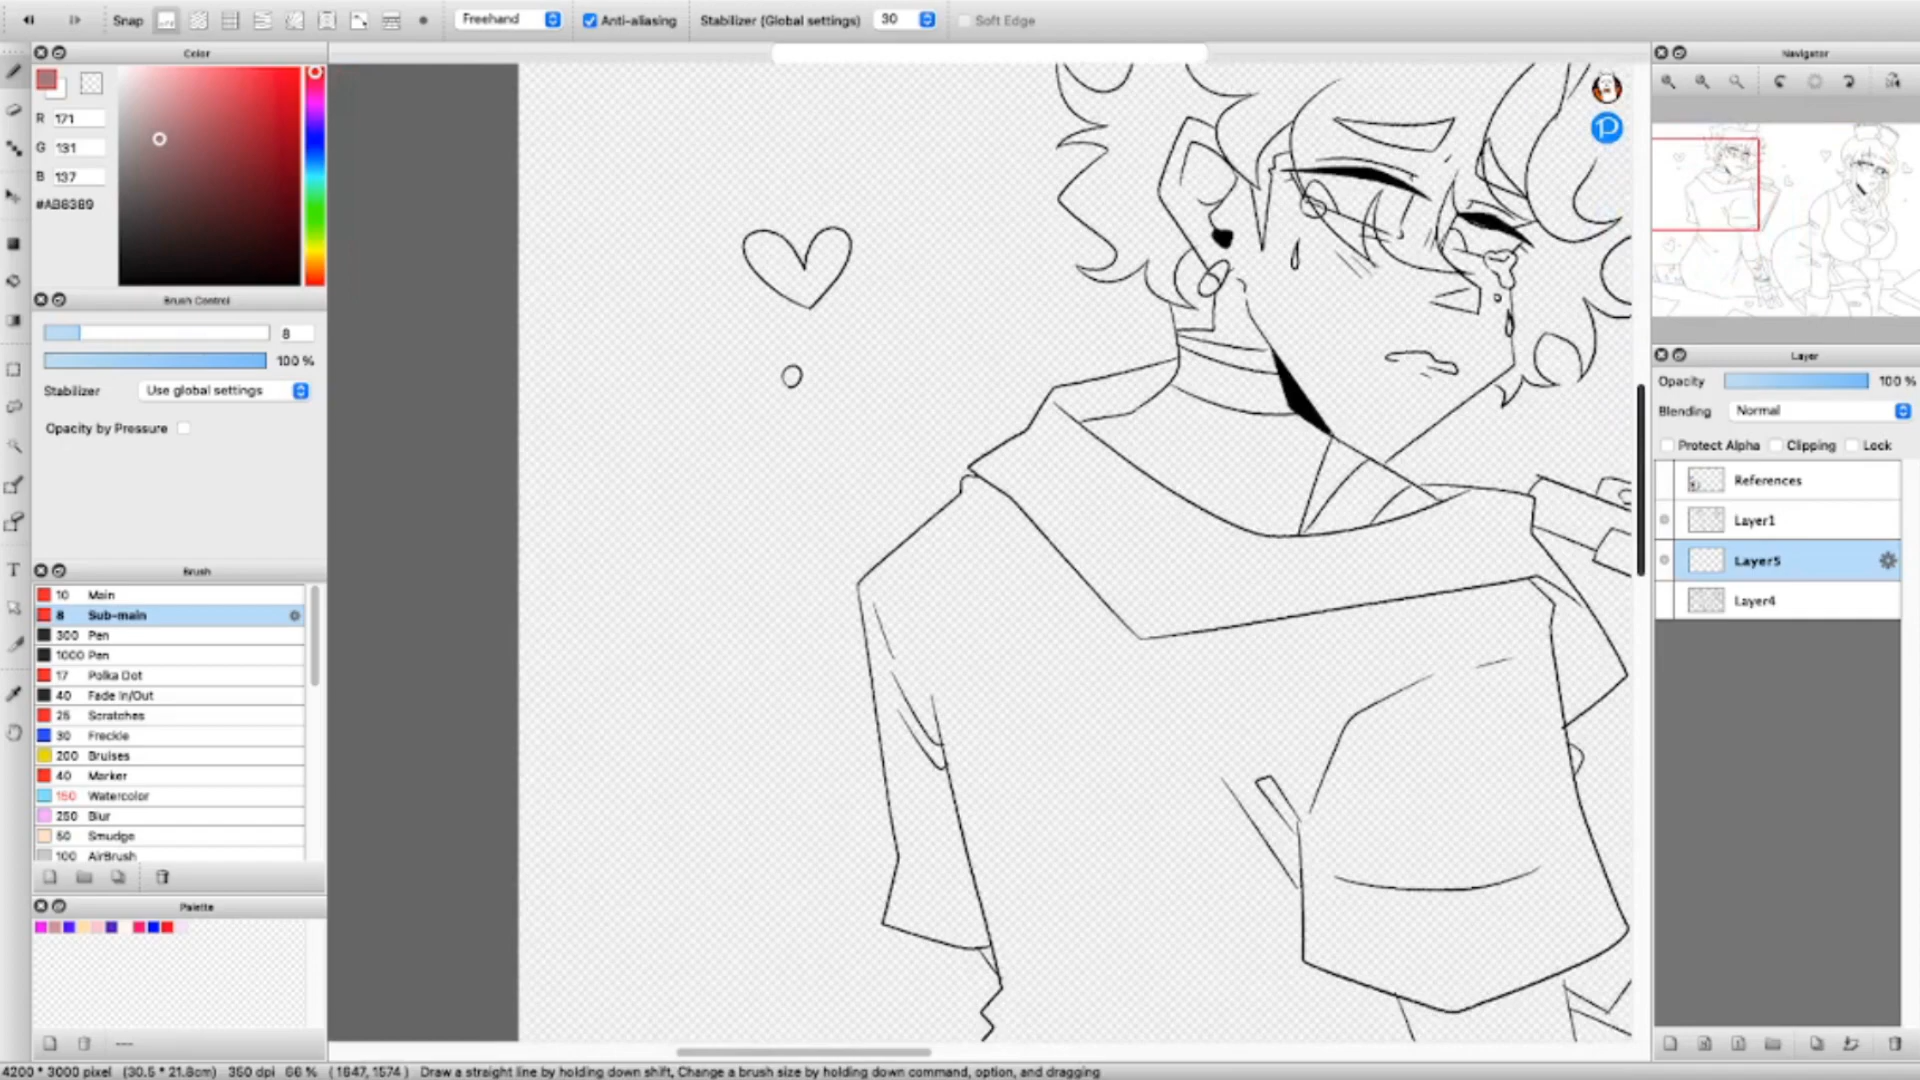 Snap
Freehand
Anti-aliasing
Stabilizer (Global settings)
30
Soft Edge
Color
R 171
G 131
B 137
#AB8389
Brush Control
8
100 %
Stabilizer
Use global settings
Opacity by Pressure
Brush
10 Main
8 Sub-main
300 Pen
1000 Pen
17 Polka Dot
40 Fade In/Out
25 Scratches
30 Freckle
200 Bruises
40 Marker
150 Watercolor
250 Blur
50 Smudge
100 AirBrush
Palette
Navigator
Layer
Opacity 100 %
Blending Normal
Protect Alpha Clipping Lock
References
Layer1
Layer5
Layer4
T
4200 * 3000 pixel (30.5 * 21.8cm) 350 dpi 66 % ( 1647, 1574 ) Draw a straight line by holding down shift, Change a brush size by holding down command, option, and dragging